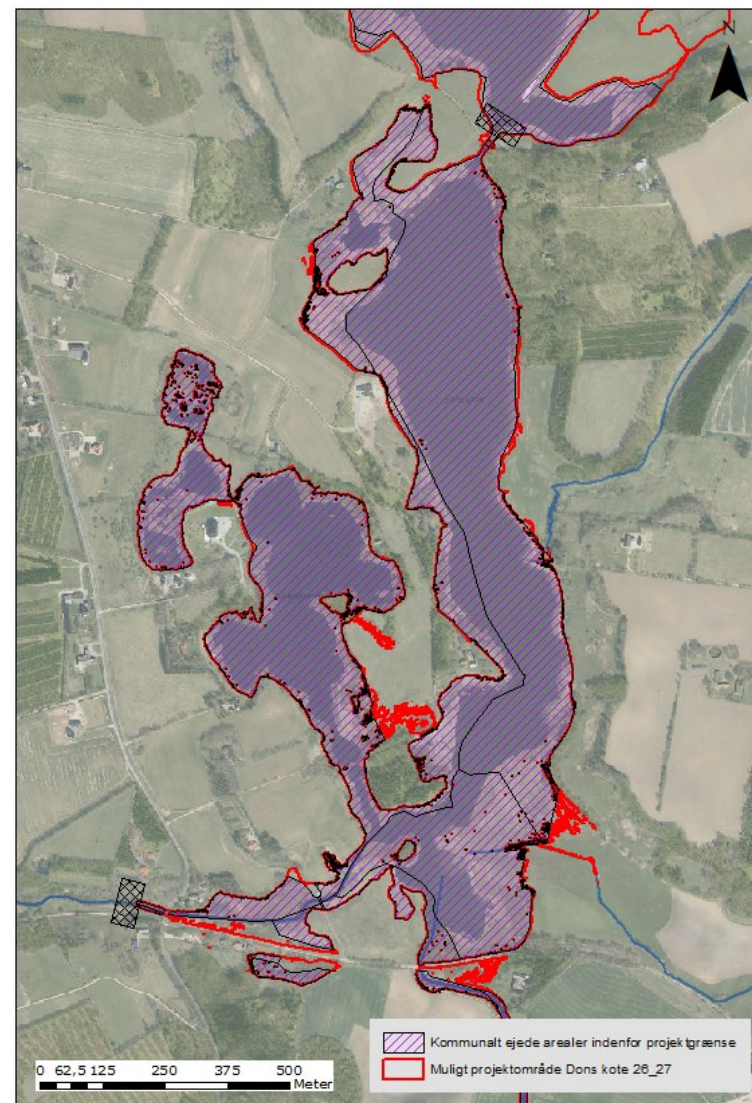 N
Kommunalt ejede arealer indenfor projektgrænse
Muligt projektområde Dons kote 26_27
0 62,5 125 250 375 500
Meter